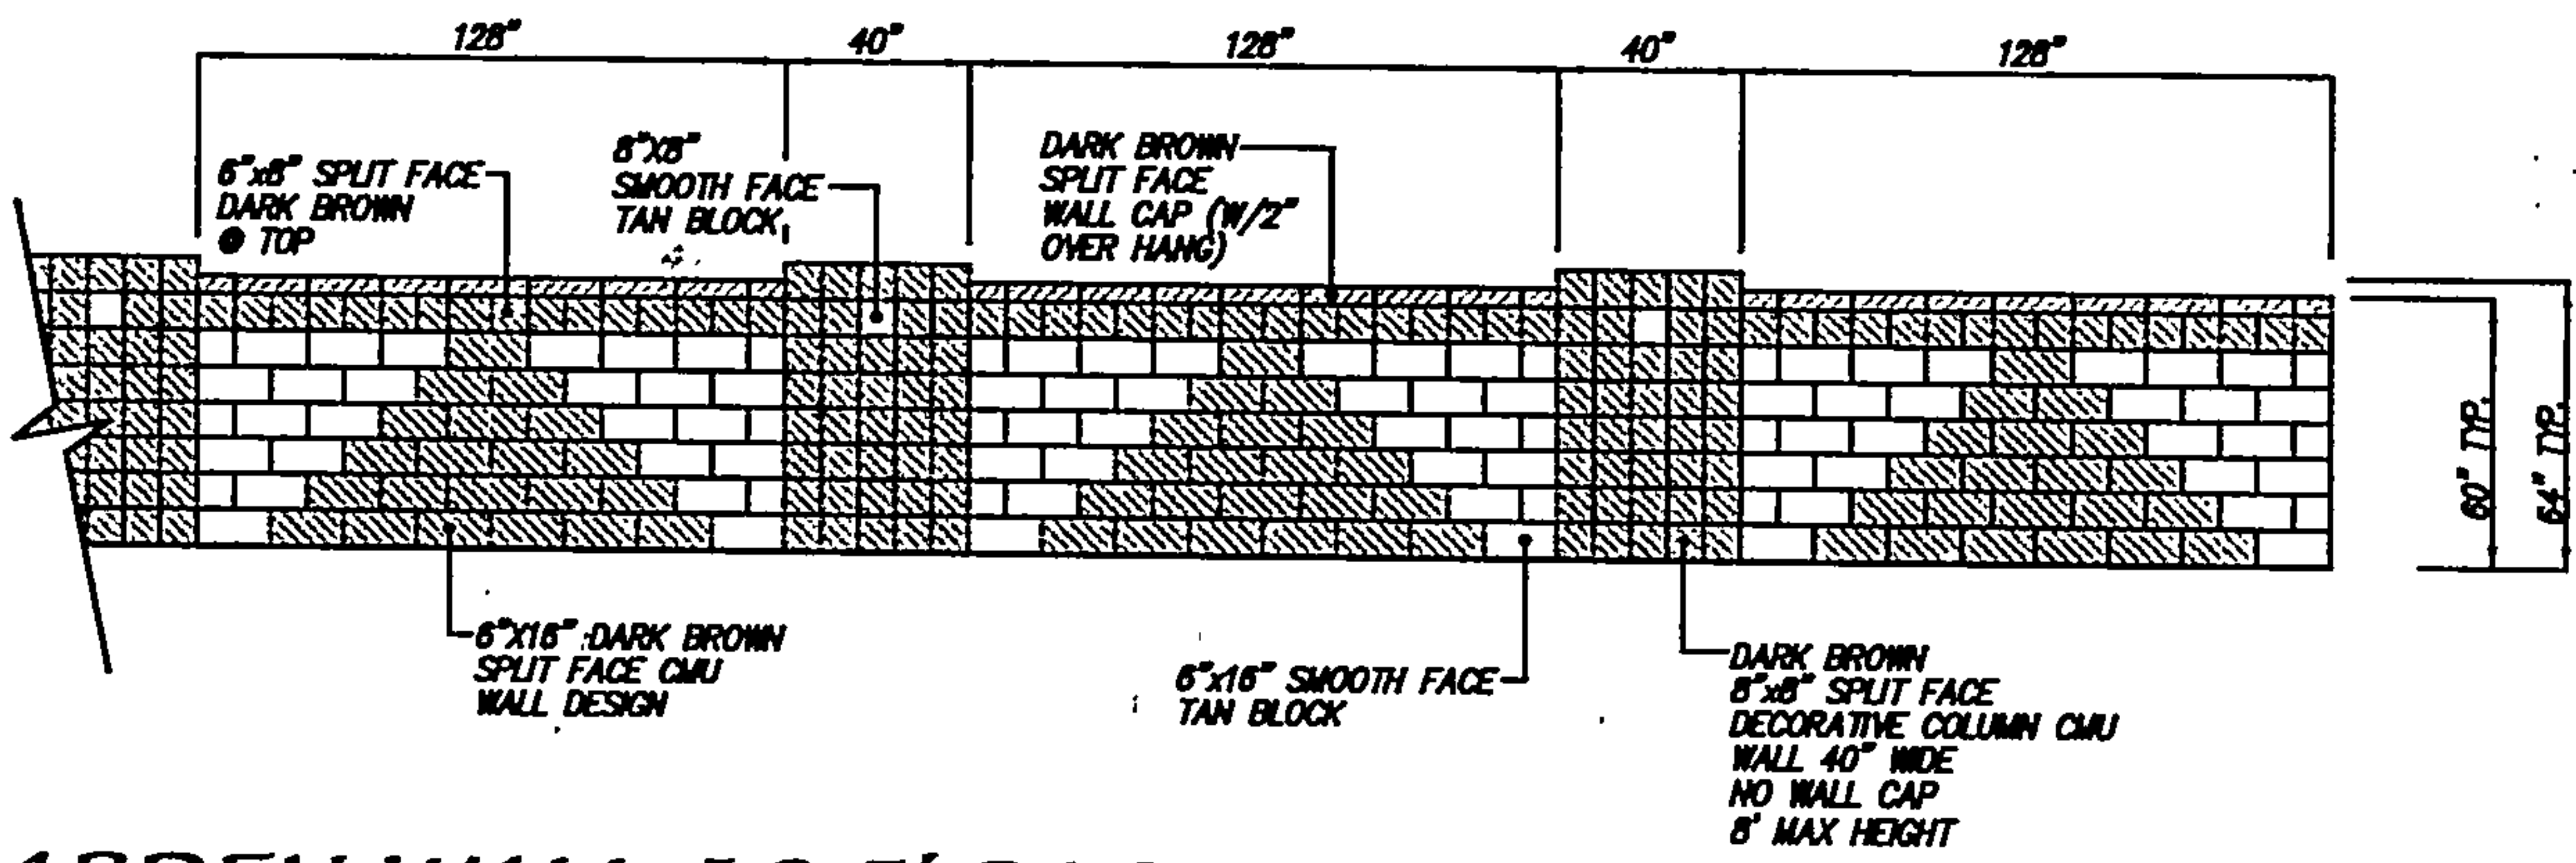 128" 40" 128" 40" 128"
6"x8" SPLIT FACE
DARK BROWN
@ TOP
8"X8"
SMOOTH FACE
TAN BLOCK
DARK BROWN
SPLIT FACE
WALL CAP (W/2"
OVER HANG)
60" TYP.
64" TYP.
6"X16" DARK BROWN
SPLIT FACE CMU
WALL DESIGN
6"x16" SMOOTH FACE
TAN BLOCK
DARK BROWN
8"x8" SPLIT FACE
DECORATIVE COLUMN CMU
WALL 40" WIDE
NO WALL CAP
8' MAX HEIGHT